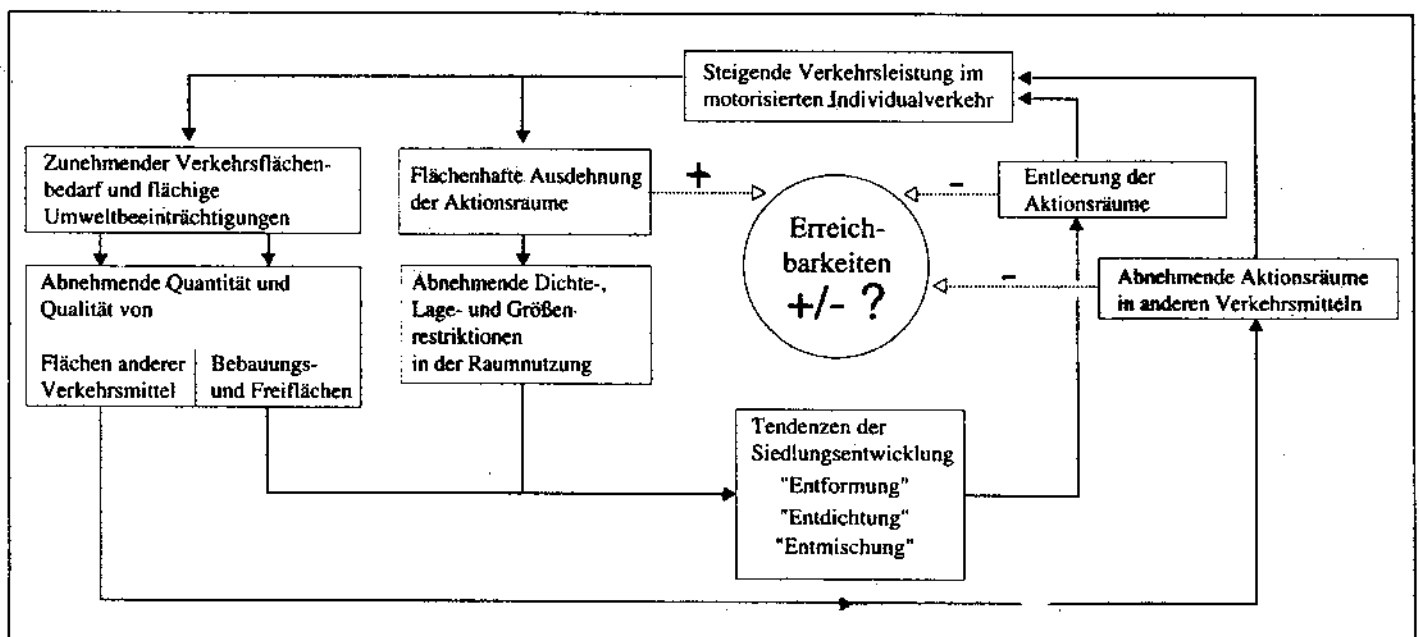 Steigende Verkehrsleistung im
motorisierten Individualverkehr
Zunehmender Verkehrsflächen-
bedarf und flächige
Umweltbeeinträchtigungen
Flächenhafte Ausdehnung
der Aktionsräume
+
Erreich-
barkeiten
+/- ?
-
Entleerung der
Aktionsräume
-
Abnehmende Aktionsräume
in anderen Verkehrsmitteln
Abnehmende Quantität und
Qualität von
Flächen anderer
Verkehrsmittel
Bebauungs-
und Freiflächen
Abnehmende Dichte-,
Lage- und Größen-
restriktionen
in der Raumnutzung
Tendenzen der
Siedlungsentwicklung
"Entformung"
"Entdichtung"
"Entmischung"